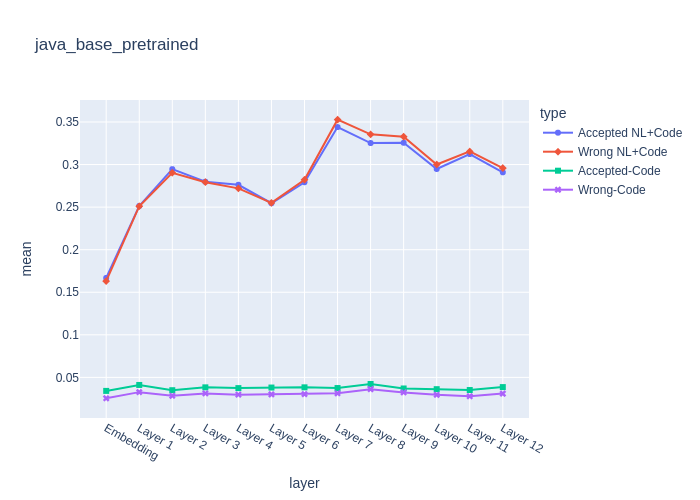 java_base_pretrained
type
Accepted NL+Code
Wrong NL+Code
Accepted-Code
Wrong-Code
mean
0.35
0.3
0.25
0.2
0.15
0.1
0.05
Embedding
Layer 1
Layer 2
Layer 3
Layer 4
Layer 5
Layer 6
Layer 7
Layer 8
Layer 9
Layer 10
Layer 11
Layer 12
layer